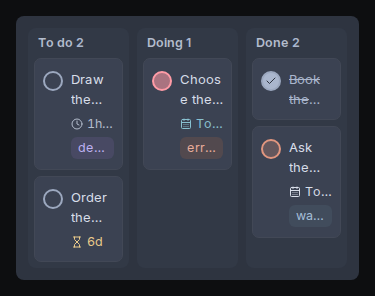 To do 2
Draw
the...
1h...
de...
Order
the...
6d
Doing 1
Choos
e the...
To...
err...
Done 2
Book
the...
Ask
the...
To...
wa...